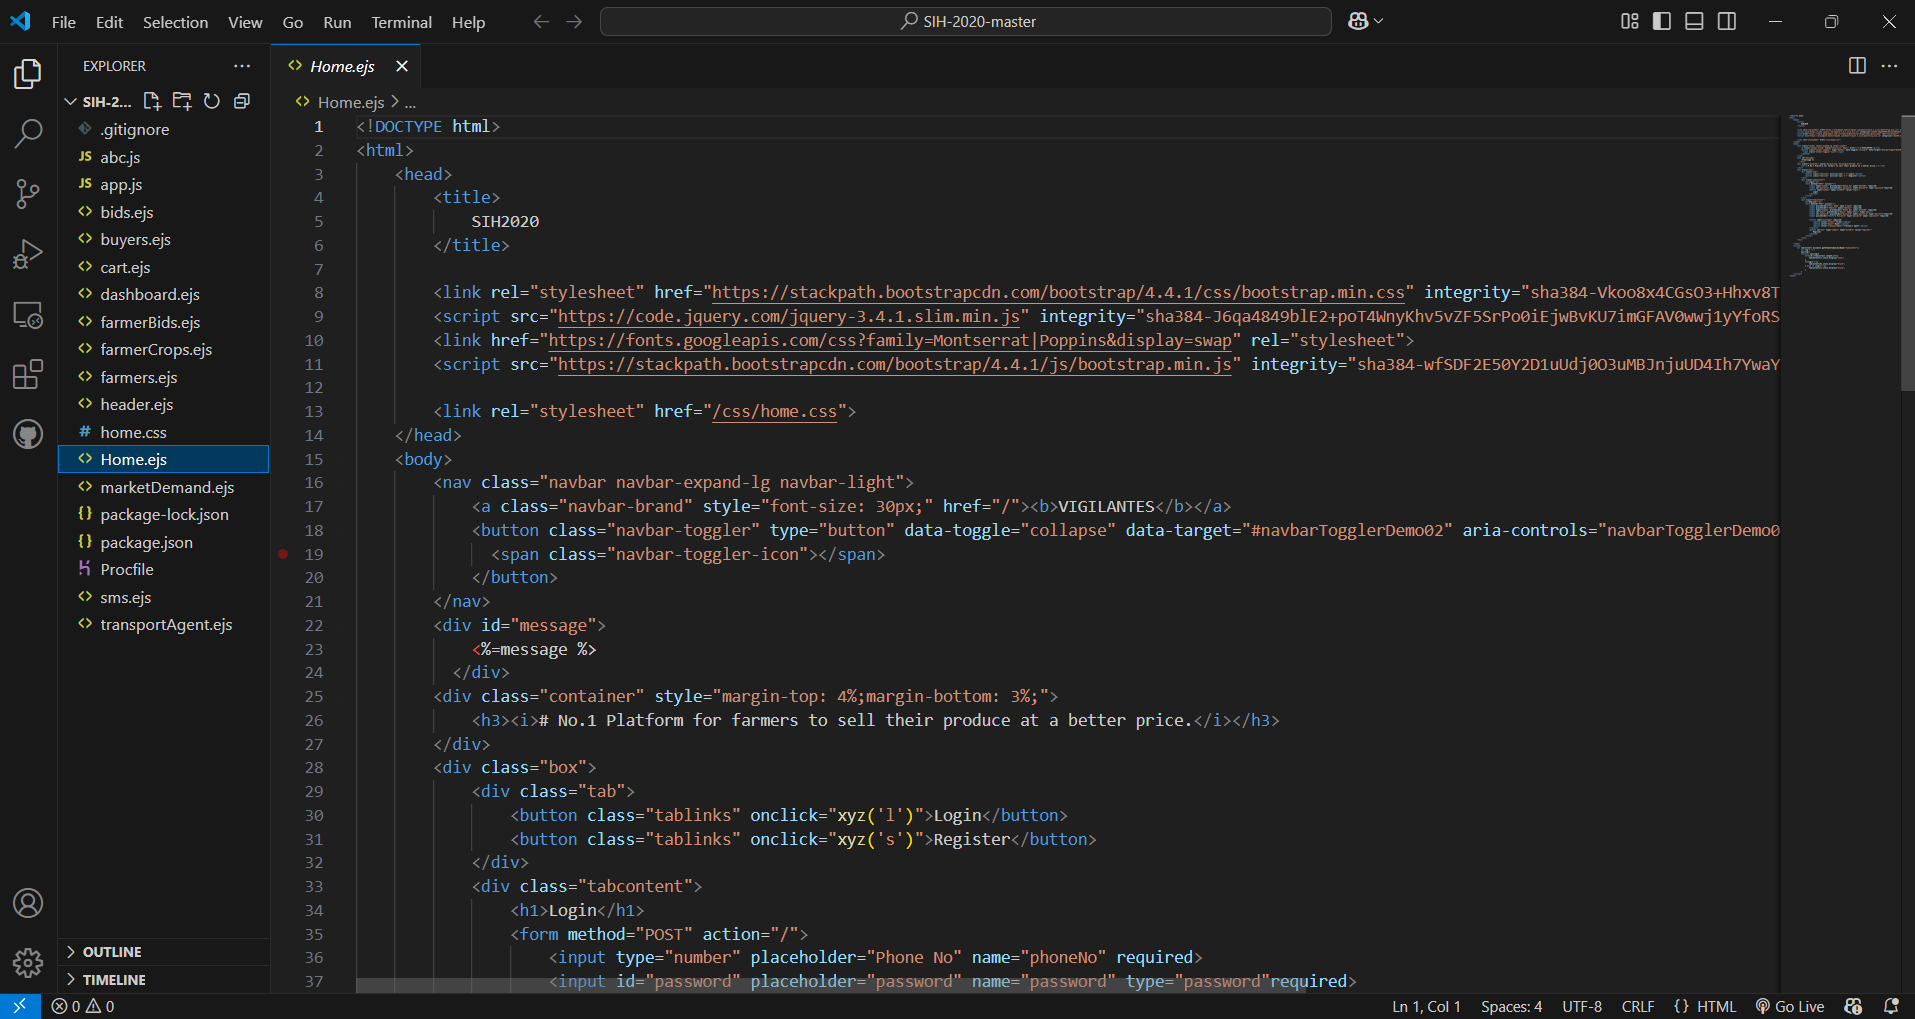 File Edit Selection View Go Run Terminal Help
SIH-2020-master
EXPLORER
SIH-2...
.gitignore
JS abc.js
JS app.js
bids.ejs
buyers.ejs
cart.ejs
dashboard.ejs
farmerBids.ejs
farmerCrops.ejs
farmers.ejs
header.ejs
# home.css
Home.ejs
marketDemand.ejs
{} package-lock.json
{} package.json
Procfile
sms.ejs
transportAgent.ejs
OUTLINE
TIMELINE
Home.ejs
Home.ejs > ...
1 <!DOCTYPE html>
2 <html>
3 <head>
4 <title>
5 SIH2020
6 </title>
7
8 <link rel="stylesheet" href="https://stackpath.bootstrapcdn.com/bootstrap/4.4.1/css/bootstrap.min.css" integrity="sha384-Vkoo8x4CGsO3+Hhxv8T
9 <script src="https://code.jquery.com/jquery-3.4.1.slim.min.js" integrity="sha384-J6qa4849blE2+poT4WnyKhv5vZF5SrPo0iEjwBvKU7imGFAV0wwj1yYfoRS
10 <link href="https://fonts.googleapis.com/css?family=Montserrat|Poppins&display=swap" rel="stylesheet">
11 <script src="https://stackpath.bootstrapcdn.com/bootstrap/4.4.1/js/bootstrap.min.js" integrity="sha384-wfSDF2E50Y2D1uUdj0O3uMBJnjuUD4Ih7YwaY
12
13 <link rel="stylesheet" href="/css/home.css">
14 </head>
15 <body>
16 <nav class="navbar navbar-expand-lg navbar-light">
17 <a class="navbar-brand" style="font-size: 30px;" href="/"><b>VIGILANTES</b></a>
18 <button class="navbar-toggler" type="button" data-toggle="collapse" data-target="#navbarTogglerDemo02" aria-controls="navbarTogglerDemo0
19 <span class="navbar-toggler-icon"></span>
20 </button>
21 </nav>
22 <div id="message">
23 <%=message %>
24 </div>
25 <div class="container" style="margin-top: 4%;margin-bottom: 3%;">
26 <h3><i># No.1 Platform for farmers to sell their produce at a better price.</i></h3>
27 </div>
28 <div class="box">
29 <div class="tab">
30 <button class="tablinks" onclick="xyz('l')">Login</button>
31 <button class="tablinks" onclick="xyz('s')">Register</button>
32 </div>
33 <div class="tabcontent">
34 <h1>Login</h1>
35 <form method="POST" action="/">
36 <input type="number" placeholder="Phone No" name="phoneNo" required>
37 <input id="password" placeholder="password" name="password" type="password"required>
0 0
Ln 1, Col 1 Spaces: 4 UTF-8 CRLF {} HTML Go Live